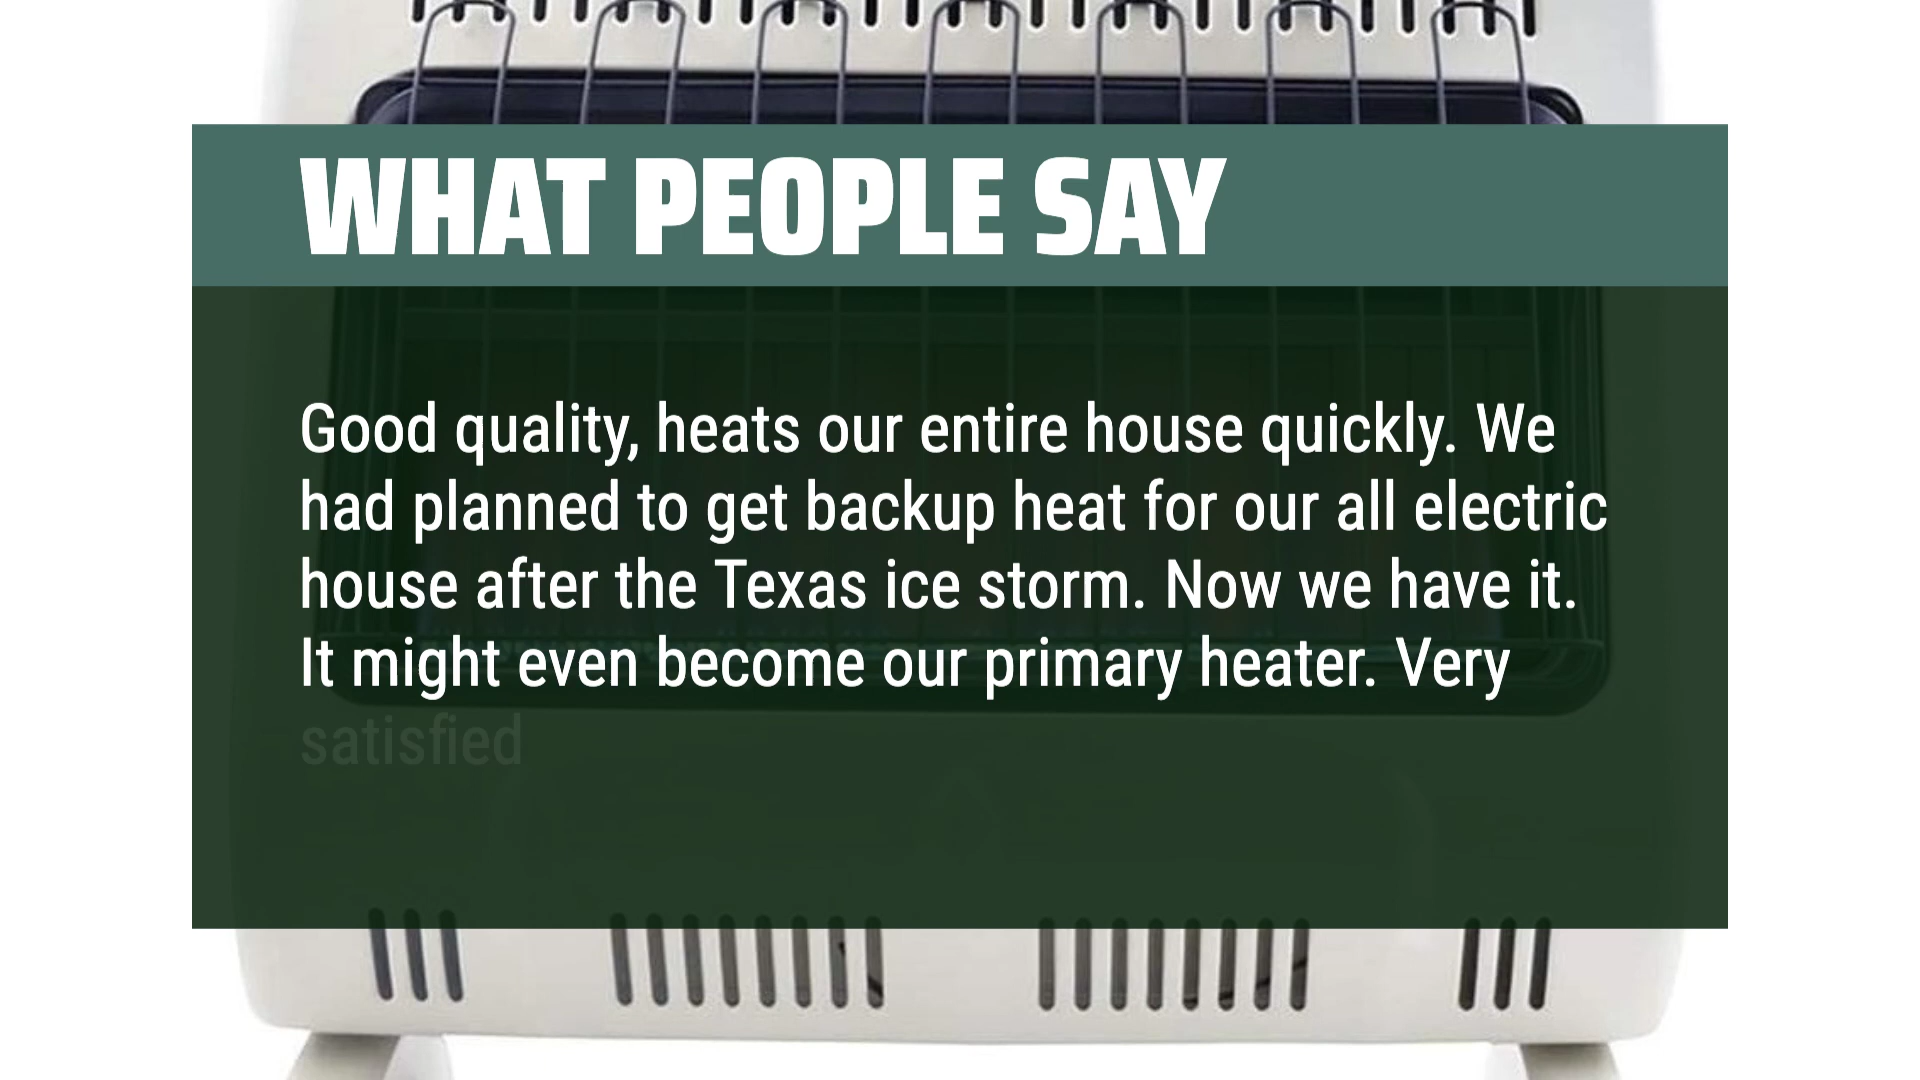 WHAT PEOPLE SAY
Good quality, heats our entire house quickly. We
had planned to get backup heat for our all electric
house after the Texas ice storm. Now we have it.
It might even become our primary heater. Very
satisfied